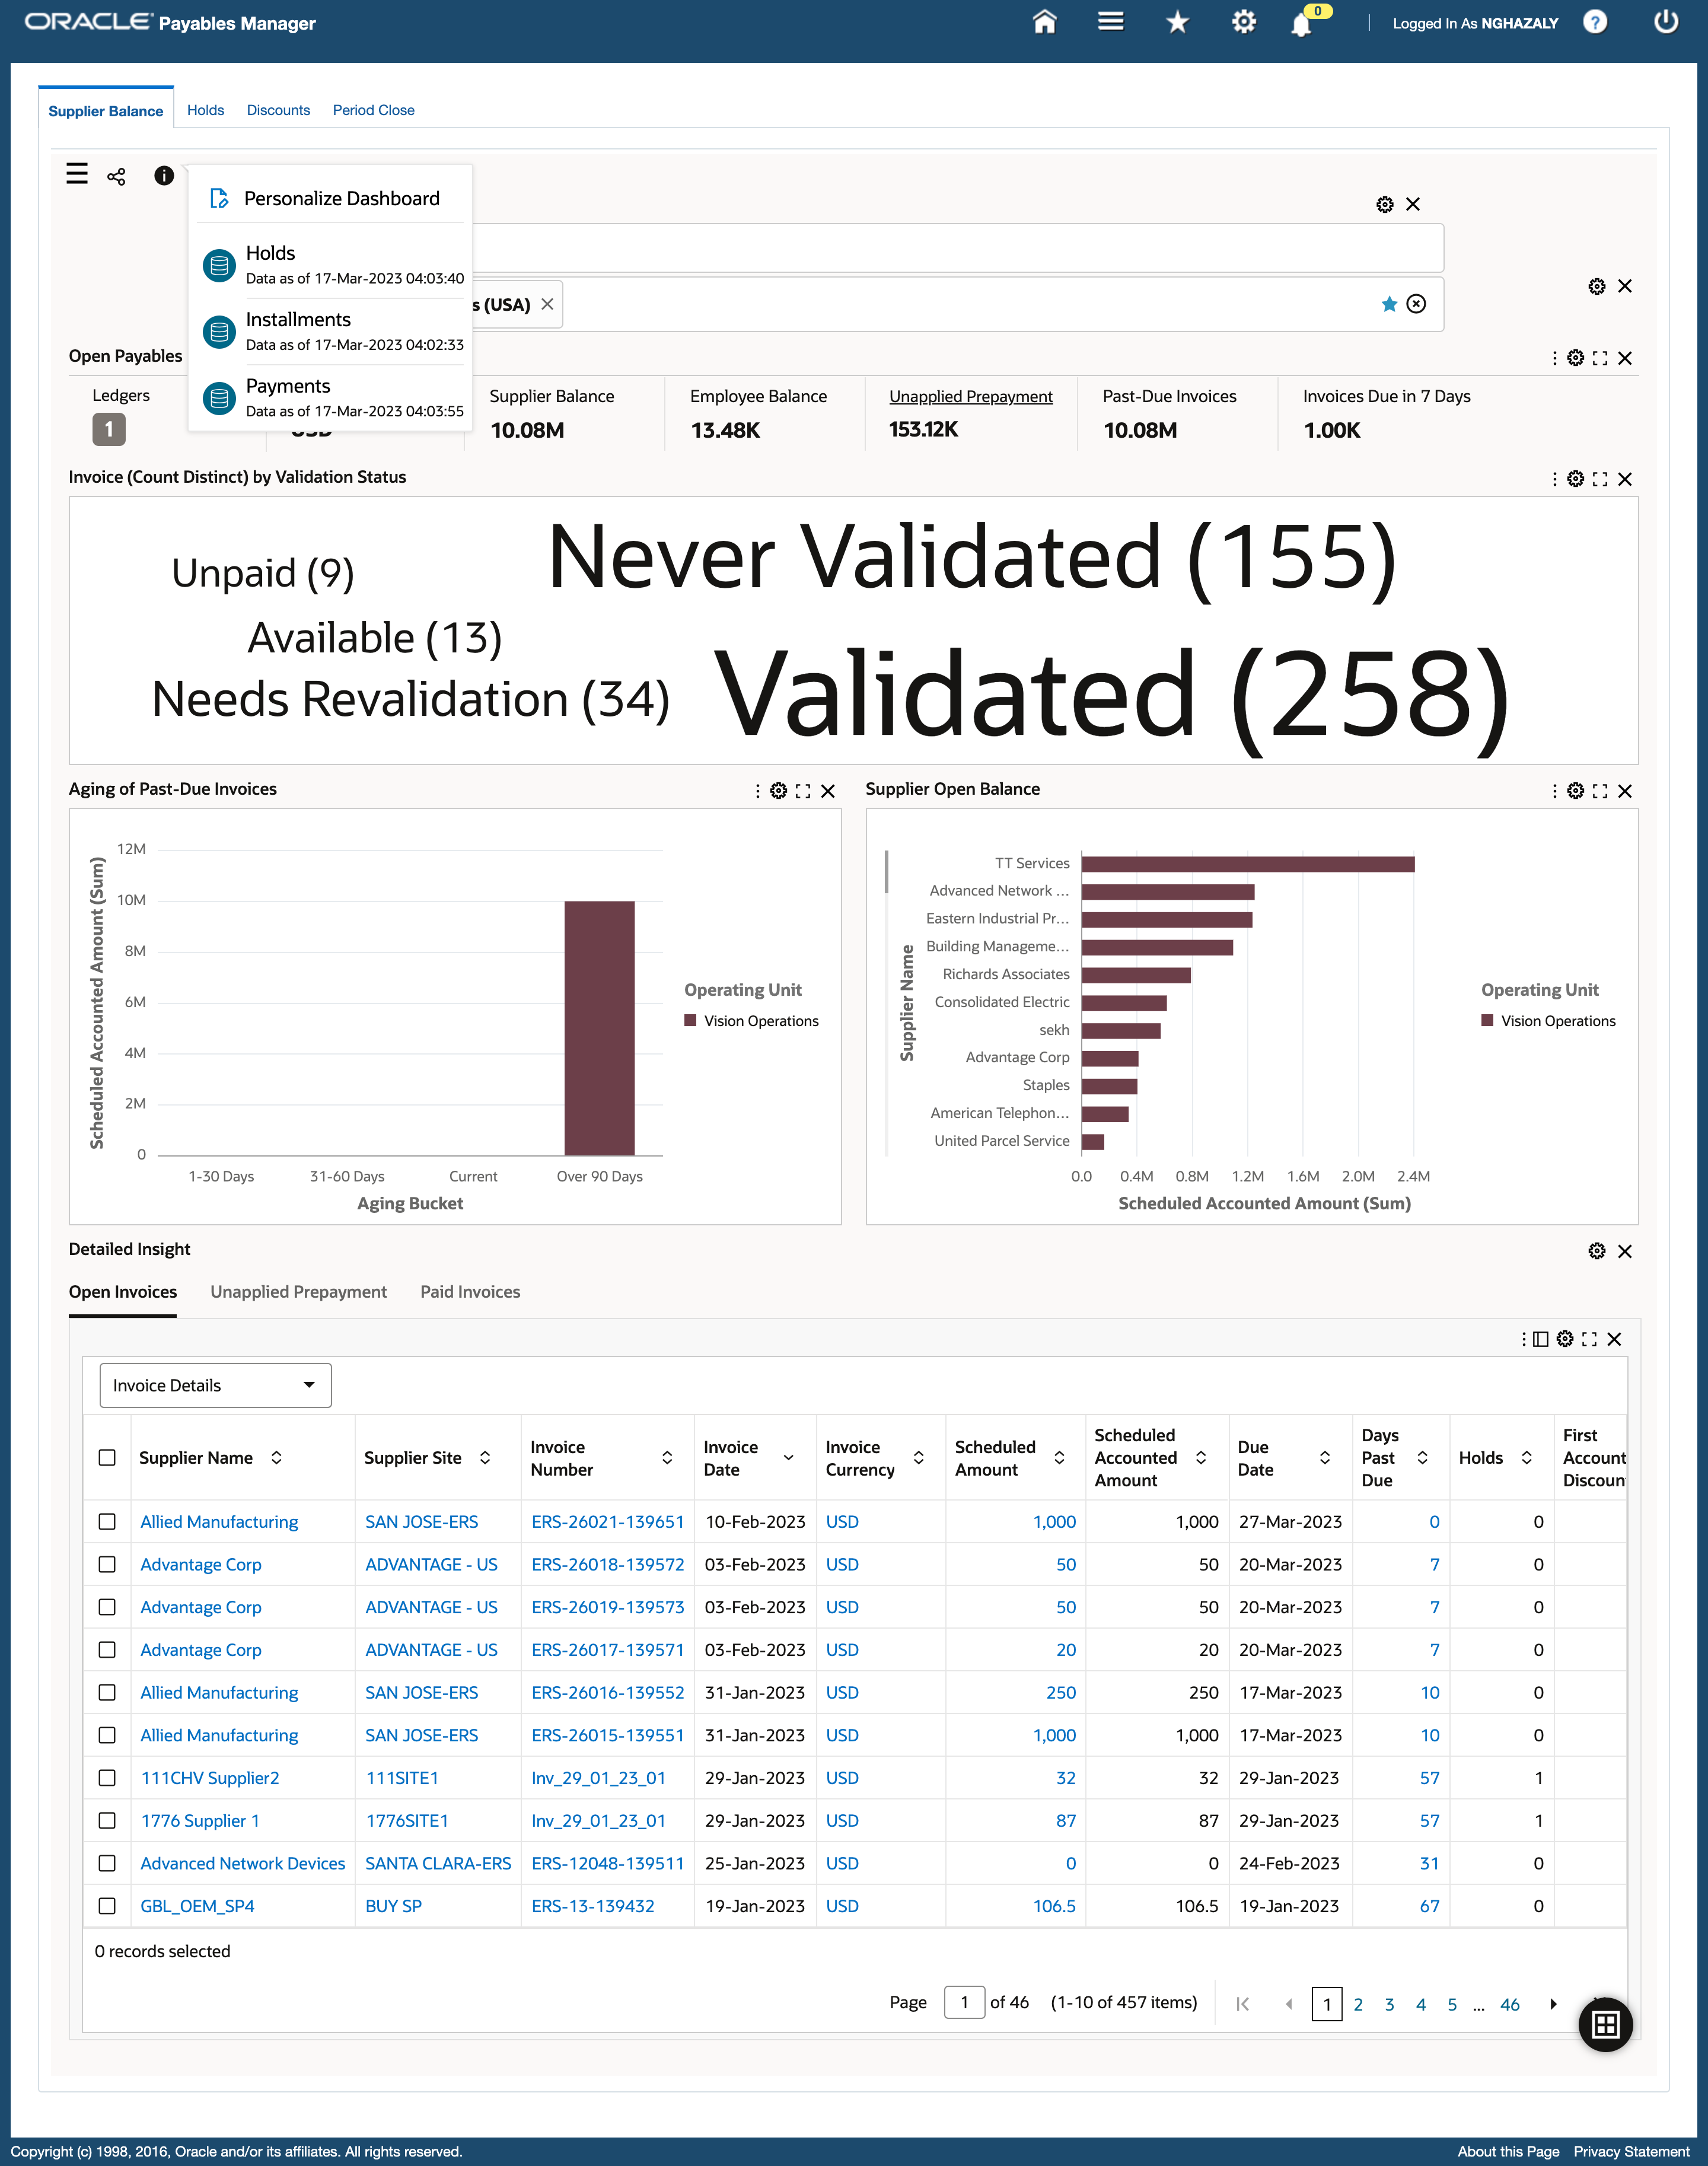 ORACLE Payables Manager
0
Logged In As NGHAZALY
?
Supplier Balance
Holds
Discounts
Period Close
Personalize Dashboard
Holds
Data as of 17-Mar-2023 04:03:40
Installments
Data as of 17-Mar-2023 04:02:33
Payments
Data as of 17-Mar-2023 04:03:55
s (USA)
Open Payables
Ledgers
1
USD
Supplier Balance
10.08M
Employee Balance
13.48K
Unapplied Prepayment
153.12K
Past-Due Invoices
10.08M
Invoices Due in 7 Days
1.00K
Invoice (Count Distinct) by Validation Status
Unpaid (9)
Never Validated (155)
Available (13)
Needs Revalidation (34)
Validated (258)
Aging of Past-Due Invoices
Scheduled Accounted Amount (Sum)
12M
10M
8M
6M
4M
2M
0
1-30 Days
31-60 Days
Current
Over 90 Days
Aging Bucket
Operating Unit
Vision Operations
Supplier Open Balance
Supplier Name
TT Services
Advanced Network ...
Eastern Industrial Pr...
Building Manageme...
Richards Associates
Consolidated Electric
sekh
Advantage Corp
Staples
American Telephon...
United Parcel Service
0.0 0.4M 0.8M 1.2M 1.6M 2.0M 2.4M
Scheduled Accounted Amount (Sum)
Operating Unit
Vision Operations
Detailed Insight
Open Invoices
Unapplied Prepayment
Paid Invoices
Invoice Details
Supplier Name
Supplier Site
Invoice Number
Invoice Date
Invoice Currency
Scheduled Amount
Scheduled Accounted Amount
Due Date
Days Past Due
Holds
First Account Discoun
Allied Manufacturing SAN JOSE-ERS ERS-26021-139651 10-Feb-2023 USD 1,000 1,000 27-Mar-2023 0 0
Advantage Corp ADVANTAGE - US ERS-26018-139572 03-Feb-2023 USD 50 50 20-Mar-2023 7 0
Advantage Corp ADVANTAGE - US ERS-26019-139573 03-Feb-2023 USD 50 50 20-Mar-2023 7 0
Advantage Corp ADVANTAGE - US ERS-26017-139571 03-Feb-2023 USD 20 20 20-Mar-2023 7 0
Allied Manufacturing SAN JOSE-ERS ERS-26016-139552 31-Jan-2023 USD 250 250 17-Mar-2023 10 0
Allied Manufacturing SAN JOSE-ERS ERS-26015-139551 31-Jan-2023 USD 1,000 1,000 17-Mar-2023 10 0
111CHV Supplier2 111SITE1 Inv_29_01_23_01 29-Jan-2023 USD 32 32 29-Jan-2023 57 1
1776 Supplier 1 1776SITE1 Inv_29_01_23_01 29-Jan-2023 USD 87 87 29-Jan-2023 57 1
Advanced Network Devices SANTA CLARA-ERS ERS-12048-139511 25-Jan-2023 USD 0 0 24-Feb-2023 31 0
GBL_OEM_SP4 BUY SP ERS-13-139432 19-Jan-2023 USD 106.5 106.5 19-Jan-2023 67 0
0 records selected
Page 1 of 46 (1-10 of 457 items) 1 2 3 4 5 ... 46
Copyright (c) 1998, 2016, Oracle and/or its affiliates. All rights reserved.
About this Page Privacy Statement